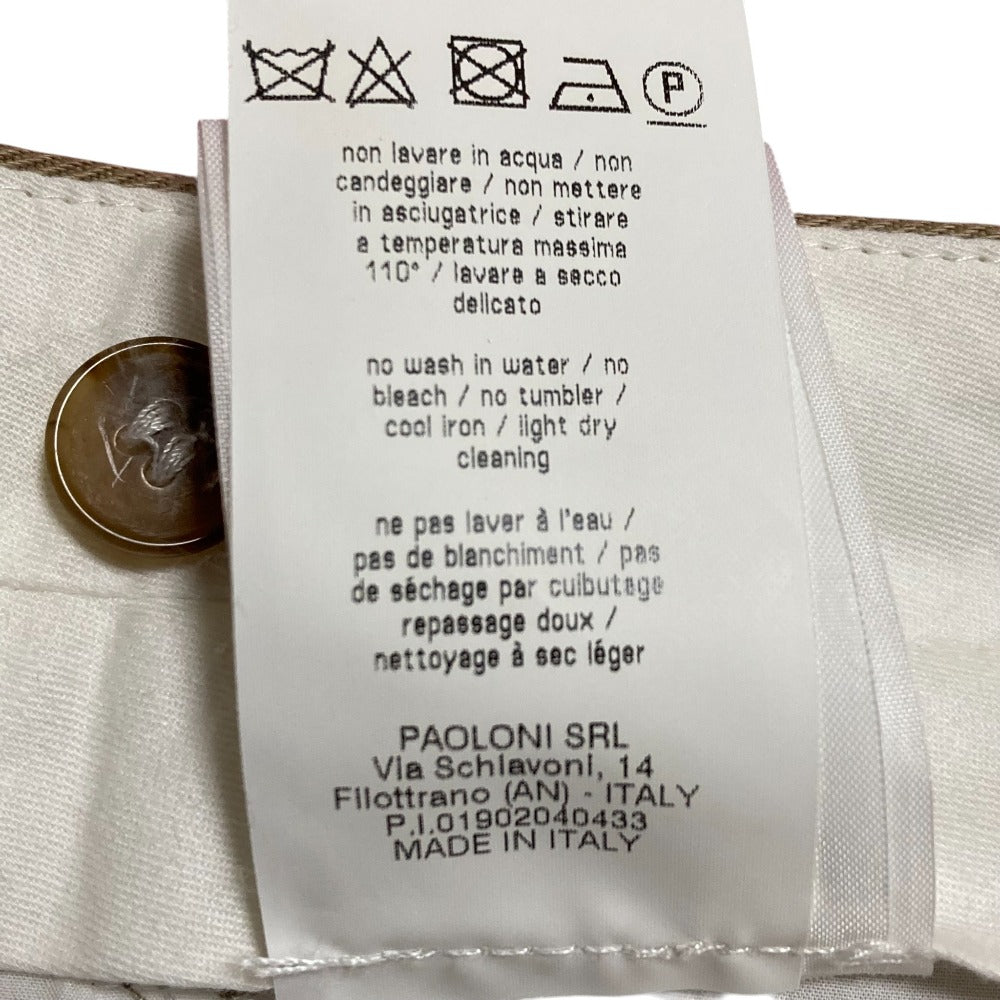 P
non lavare in acqua / non
candeggiare / non mettere
in asciugatrice / stirare
a temperatura massima
110° / lavare a secco
delicato
no wash in water / no
bleach / no tumbler /
cool iron / light dry
cleaning
ne pas laver à l'eau /
pas de blanchiment / pas
de séchage par culbutage
repassage doux /
nettoyage à sec léger
PAOLONI SRL
Via Schiavoni, 14
Filottrano (AN) - ITALY
P.I.01902040433
MADE IN ITALY